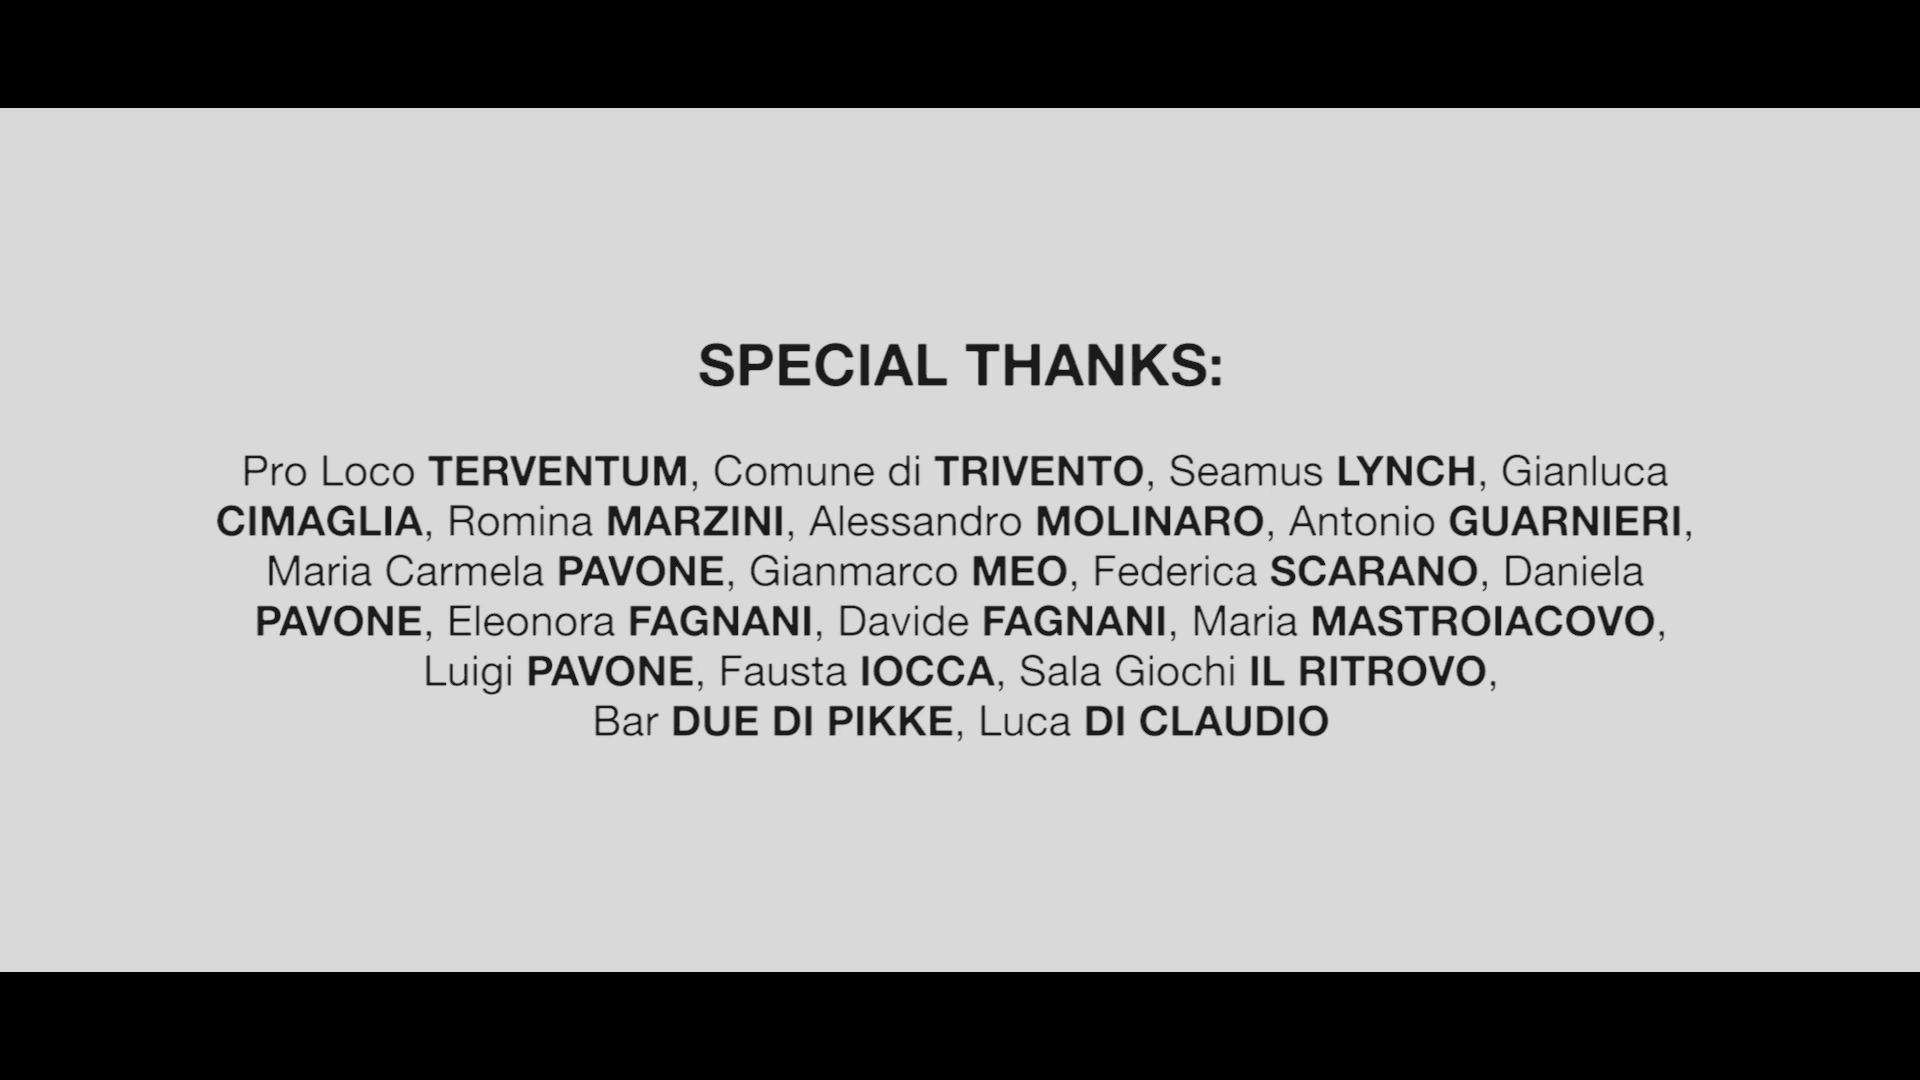 SPECIAL THANKS:
Pro Loco TERVENTUM, Comune di TRIVENTO, Seamus LYNCH, Gianluca
CIMAGLIA, Romina MARZINI, Alessandro MOLINARO, Antonio GUARNIERI,
Maria Carmela PAVONE, Gianmarco MEO, Federica SCARANO, Daniela
PAVONE, Eleonora FAGNANI, Davide FAGNANI, Maria MASTROIACOVO,
Luigi PAVONE, Fausta IOCCA, Sala Giochi IL RITROVO,
Bar DUE DI PIKKE, Luca DI CLAUDIO